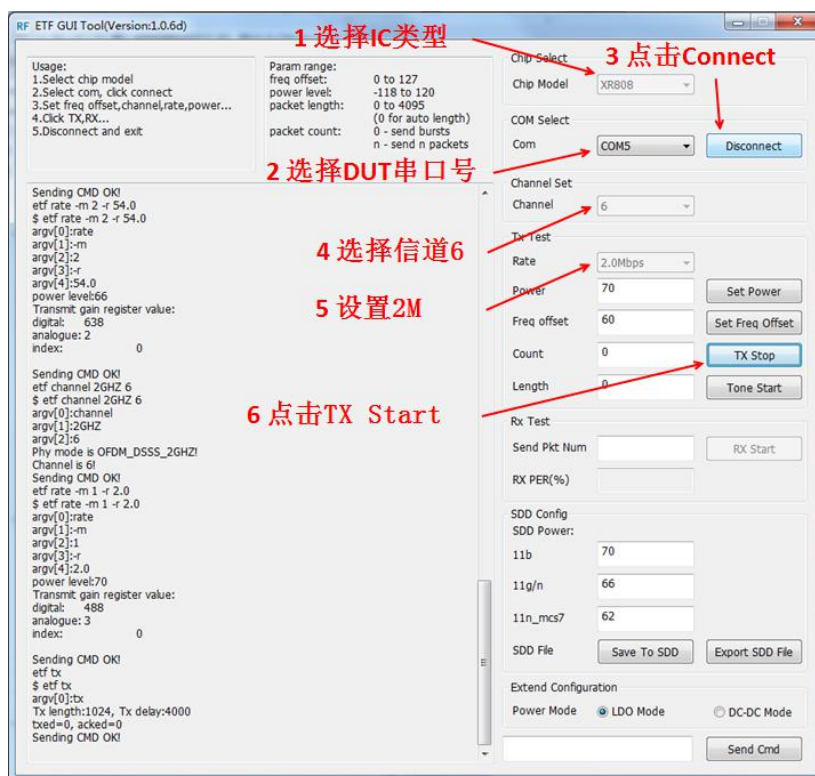 RF ETF GUI Tool(Version:1.0.6d)
1 选择IC类型
3 点击Connect
Usage:
1.Select chip model
2.Select com, click connect
3.Set freq offset,channel,rate,power...
4.Click TX,RX...
5.Disconnect and exit
Param range:
freq offset: 0 to 127
power level: -118 to 120
packet length: 0 to 4095
(0 for auto length)
packet count: 0 - send bursts
n - send n packets
Chip Select
Chip Model XR808
COM Select
Com COM5 Disconnect
2 选择DUT串口号
Channel Set
Channel 6
4 选择信道6
Tx Test
Rate 2.0Mbps
5 设置2M
Power 70 Set Power
Freq offset 60 Set Freq Offset
Count 0 TX Stop
Length 0 Tone Start
6 点击TX Start
Rx Test
Send Pkt Num RX Start
RX PER(%)
SDD Config
SDD Power:
11b 70
11g/n 66
11n_mcs7 62
SDD File Save To SDD Export SDD File
Extend Configuration
Power Mode LDO Mode DC-DC Mode
Send Cmd
Sending CMD OK!
etf rate -m 2 -r 54.0
$ etf rate -m 2 -r 54.0
argv[0]:rate
argv[1]:-m
argv[2]:2
argv[3]:-r
argv[4]:54.0
power level:66
Transmit gain register value:
digital: 638
analogue: 2
index: 0
Sending CMD OK!
etf channel 2GHZ 6
$ etf channel 2GHZ 6
argv[0]:channel
argv[1]:2GHZ
argv[2]:6
Phy mode is OFDM_DSSS_2GHZ!
Channel is 6!
Sending CMD OK!
etf rate -m 1 -r 2.0
$ etf rate -m 1 -r 2.0
argv[0]:rate
argv[1]:-m
argv[2]:1
argv[3]:-r
argv[4]:2.0
power level:70
Transmit gain register value:
digital: 488
analogue: 3
index: 0
Sending CMD OK!
etf tx
$ etf tx
argv[0]:tx
Tx length:1024, Tx delay:4000
txed=0, acked=0
Sending CMD OK!